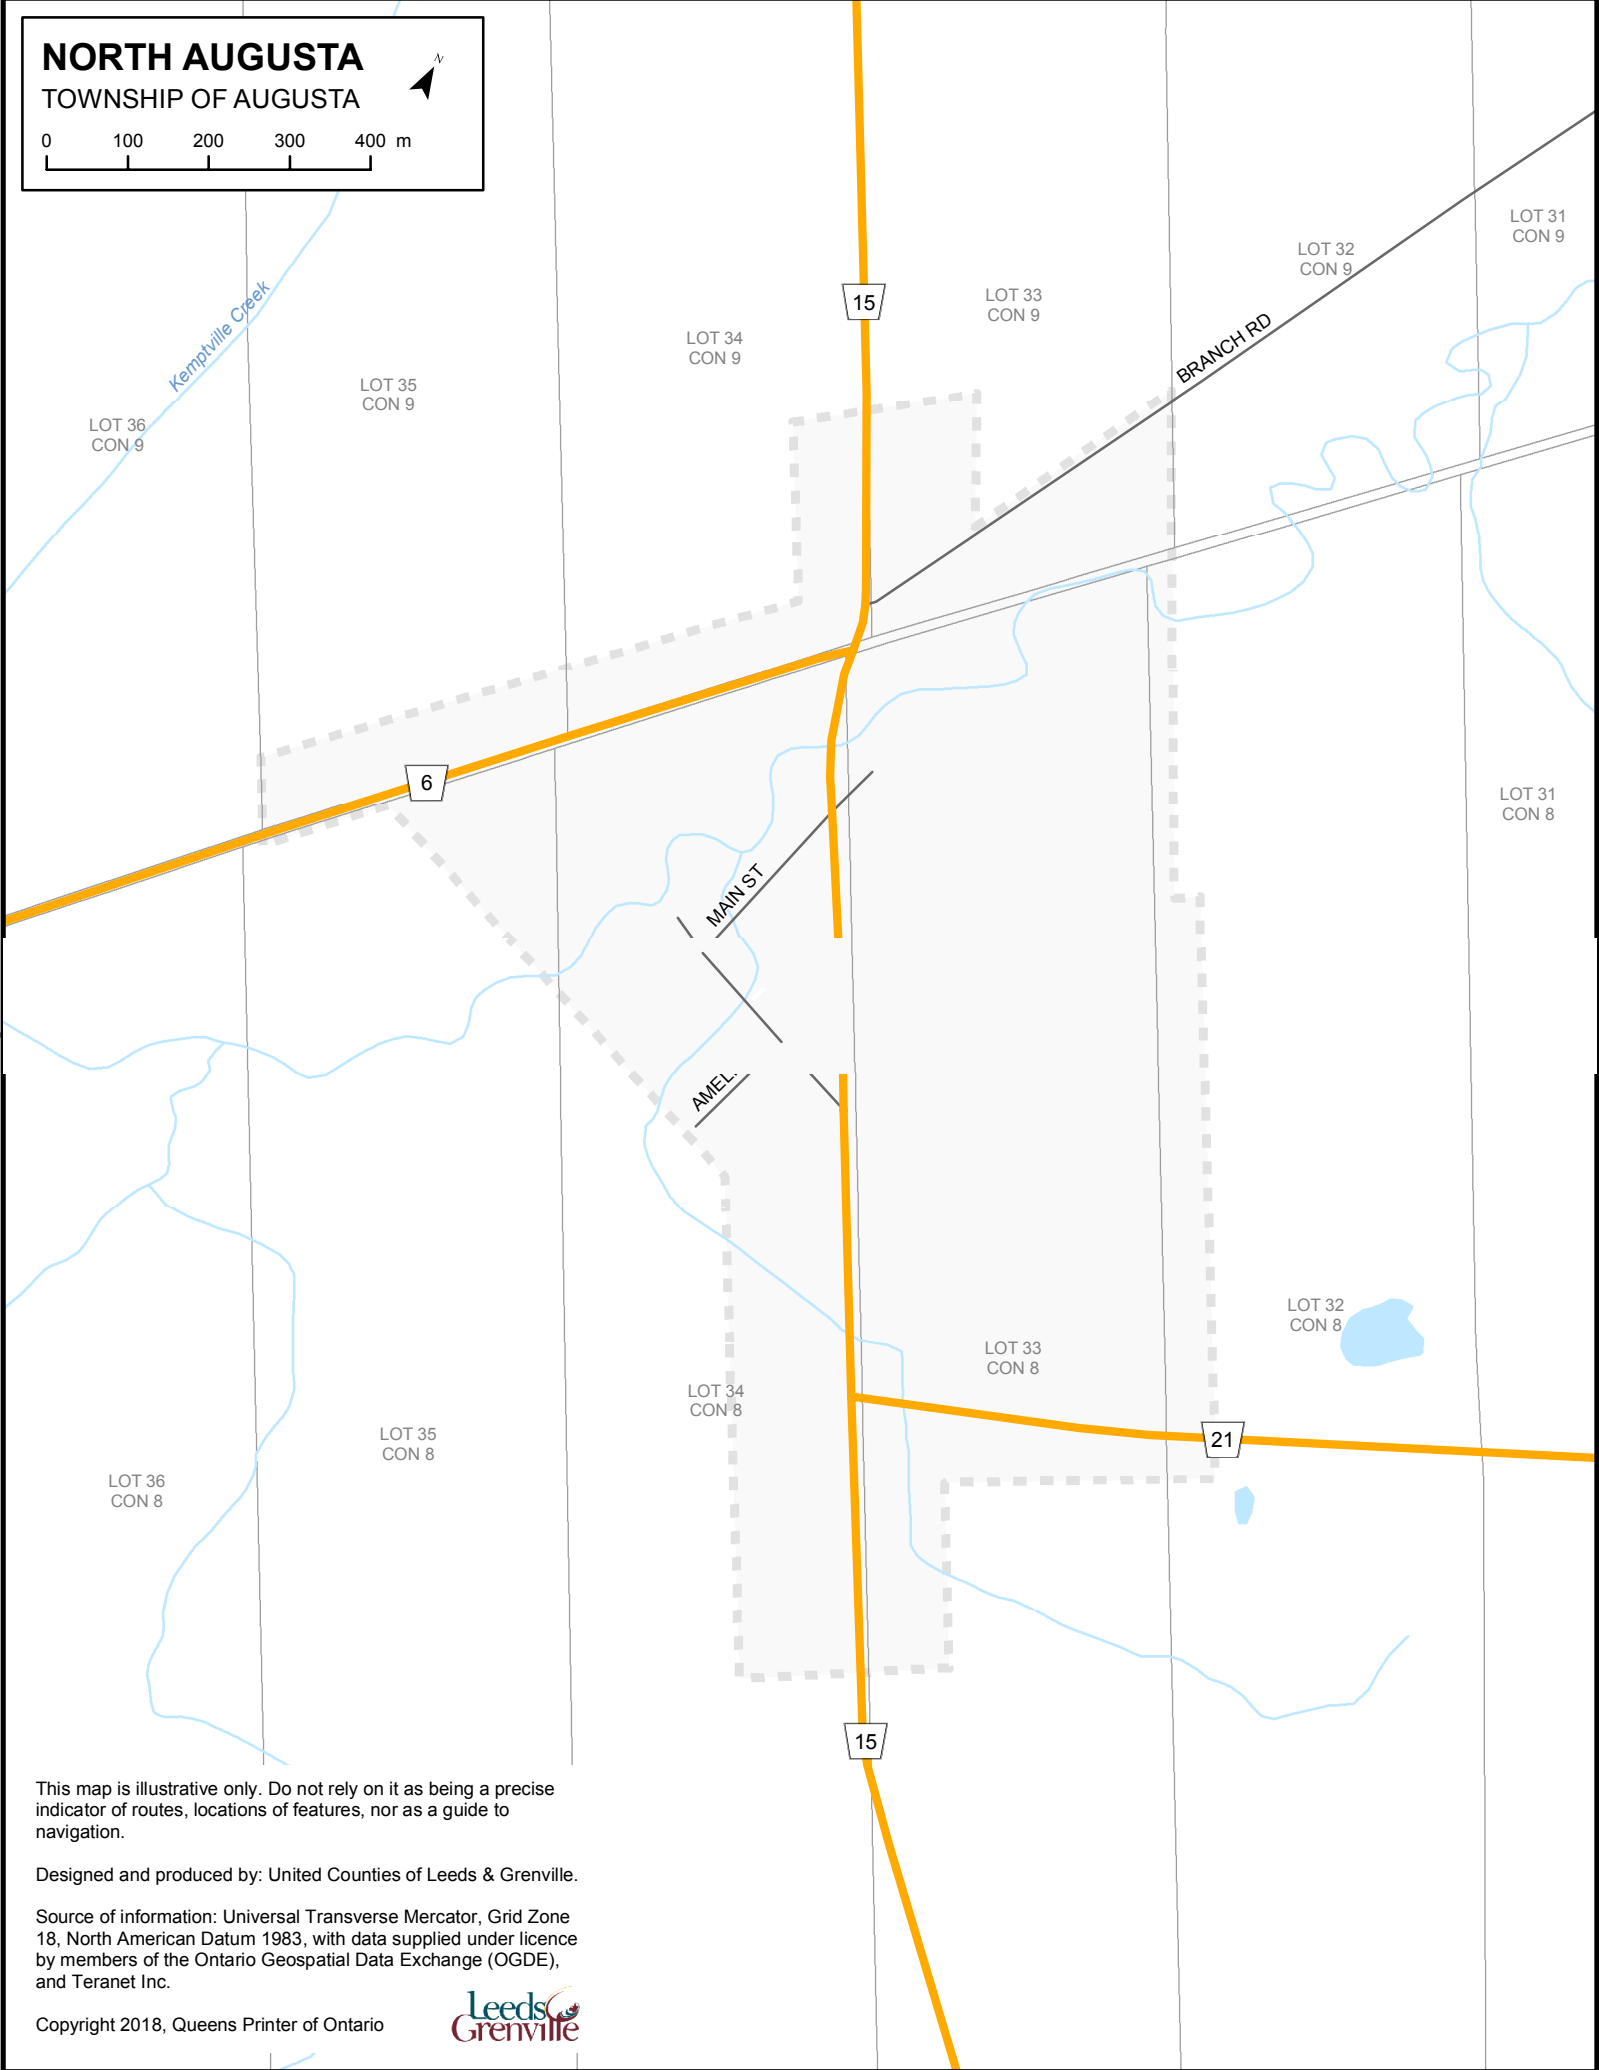 NORTH AUGUSTA
TOWNSHIP OF AUGUSTA
N
0 100 200 300 400 m
LOT 31
CON 9
LOT 32
CON 9
LOT 33
CON 9
15
LOT 34
CON 9
BRANCH RD
Kemptville Creek
LOT 35
CON 9
LOT 36
CON 9
6
LOT 31
CON 8
MAIN ST
LOT 32
CON 8
LOT 33
CON 8
LOT 34
CON 8
21
LOT 35
CON 8
LOT 36
CON 8
15
This map is illustrative only. Do not rely on it as being a precise
indicator of routes, locations of features, nor as a guide to
navigation.
Designed and produced by: United Counties of Leeds & Grenville.
Source of information: Universal Transverse Mercator, Grid Zone
18, North American Datum 1983, with data supplied under licence
by members of the Ontario Geospatial Data Exchange (OGDE),
and Teranet Inc.
Copyright 2018, Queens Printer of Ontario
Leeds
Grenville